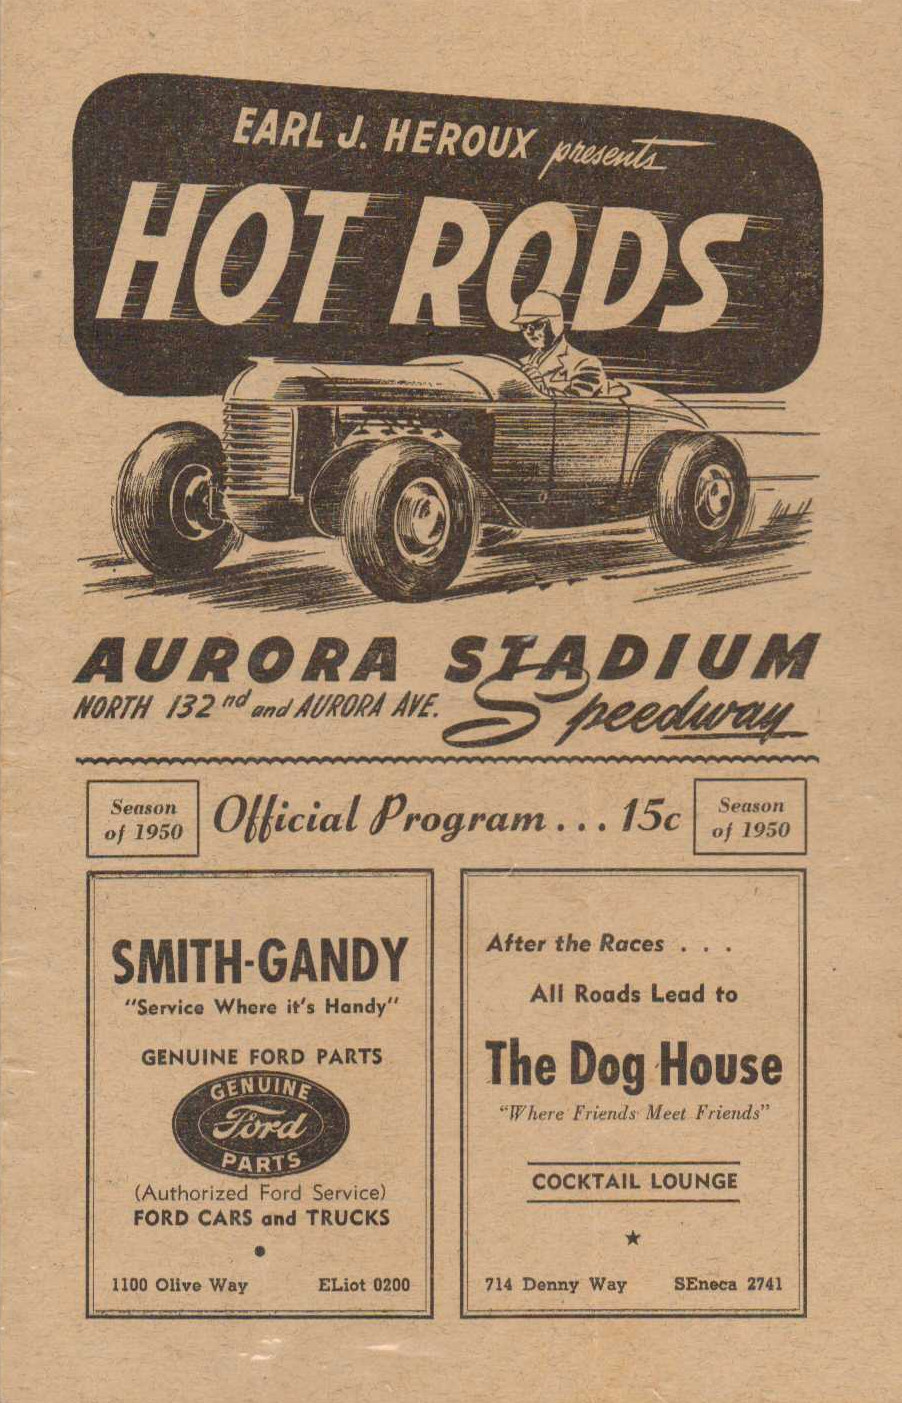 EARL J. HEROUX presents
HOT RODS
AURORA STADIUM
NORTH 132nd and AURORA AVE. Speedway
Season of 1950
Official Program . . . 15c
Season of 1950
SMITH-GANDY
"Service Where it's Handy"
GENUINE FORD PARTS
GENUINE
Ford
PARTS
(Authorized Ford Service)
FORD CARS and TRUCKS
1100 Olive Way ELiot 0200
After the Races . . .
All Roads Lead to
The Dog House
"Where Friends Meet Friends"
COCKTAIL LOUNGE
714 Denny Way SEneca 2741